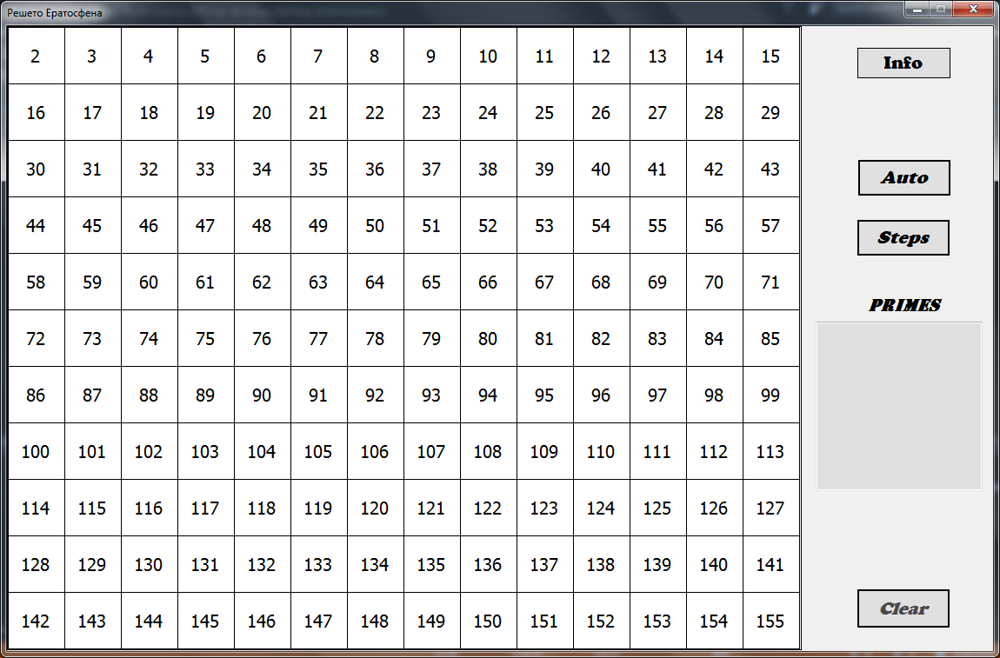 Решето Ератосфена
2 3 4 5 6 7 8 9 10 11 12 13 14 15
16 17 18 19 20 21 22 23 24 25 26 27 28 29
30 31 32 33 34 35 36 37 38 39 40 41 42 43
44 45 46 47 48 49 50 51 52 53 54 55 56 57
58 59 60 61 62 63 64 65 66 67 68 69 70 71
72 73 74 75 76 77 78 79 80 81 82 83 84 85
86 87 88 89 90 91 92 93 94 95 96 97 98 99
100 101 102 103 104 105 106 107 108 109 110 111 112 113
114 115 116 117 118 119 120 121 122 123 124 125 126 127
128 129 130 131 132 133 134 135 136 137 138 139 140 141
142 143 144 145 146 147 148 149 150 151 152 153 154 155
Info
Auto
Steps
PRIMES
Clear